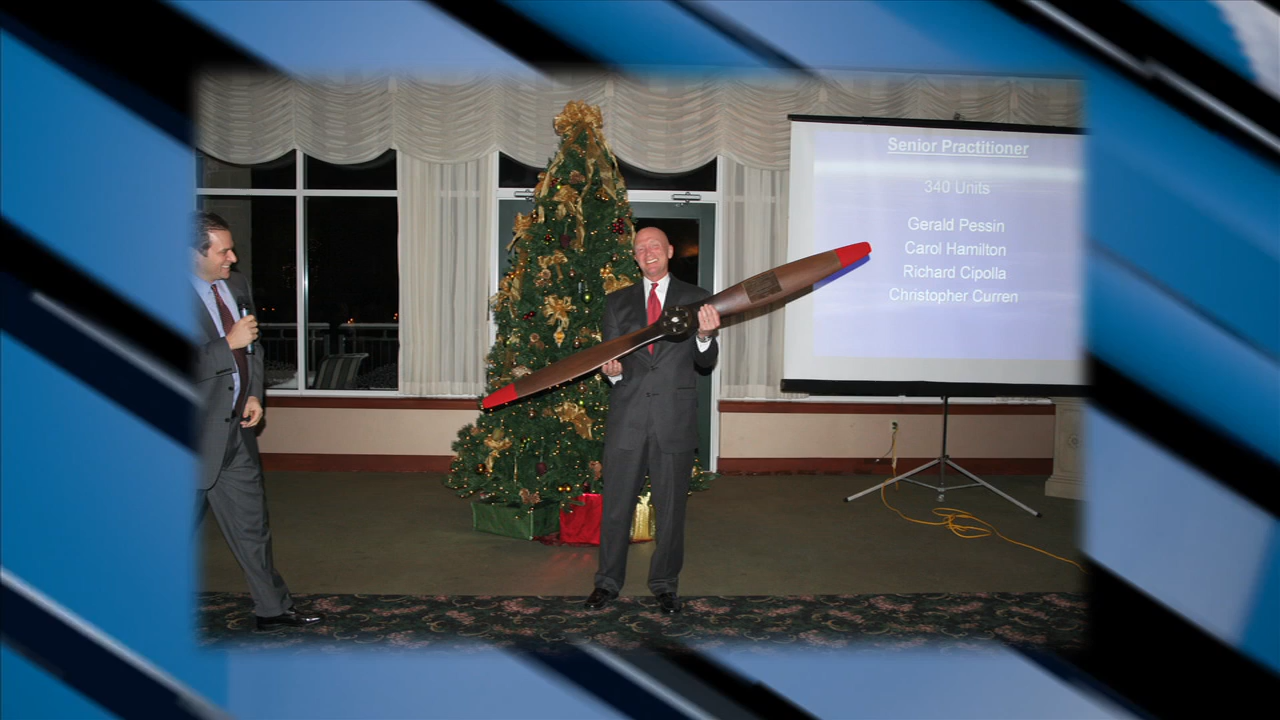 Senior Practitioner
340 Units
Gerald Pessin
Carol Hamilton
Richard Cipolla
Christopher Curren